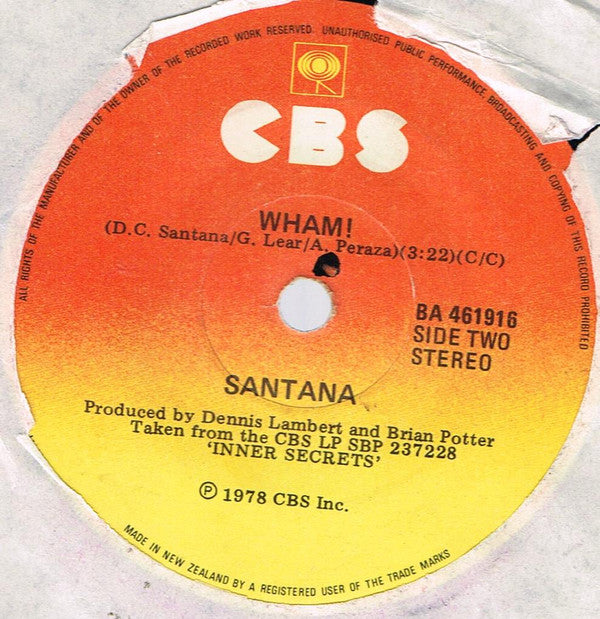 ALL RIGHTS OF THE MANUFACTURER AND OF THE OWNER OF THE RECORDED WORK RESERVED. UNAUTHORISED PUBLIC PERFORMANCE BROADCASTING AND COPYING OF THIS RECORD PROHIBITED
CBS
WHAM!
(D.C. Santana/G. Lear/A. Peraza)(3:22)(C/C)
BA 461916
SIDE TWO
STEREO
SANTANA
Produced by Dennis Lambert and Brian Potter
Taken from the CBS LP SBP 237228
'INNER SECRETS'
℗ 1978 CBS Inc.
MADE IN NEW ZEALAND BY A REGISTERED USER OF THE TRADE MARKS